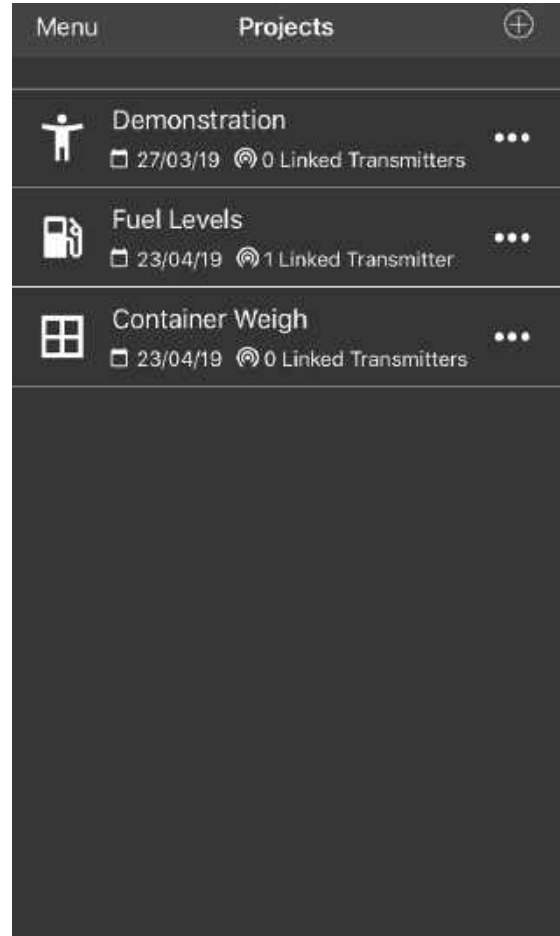 Menu Projects
Demonstration
27/03/19 0 Linked Transmitters
Fuel Levels
23/04/19 1 Linked Transmitter
Container Weigh
23/04/19 0 Linked Transmitters